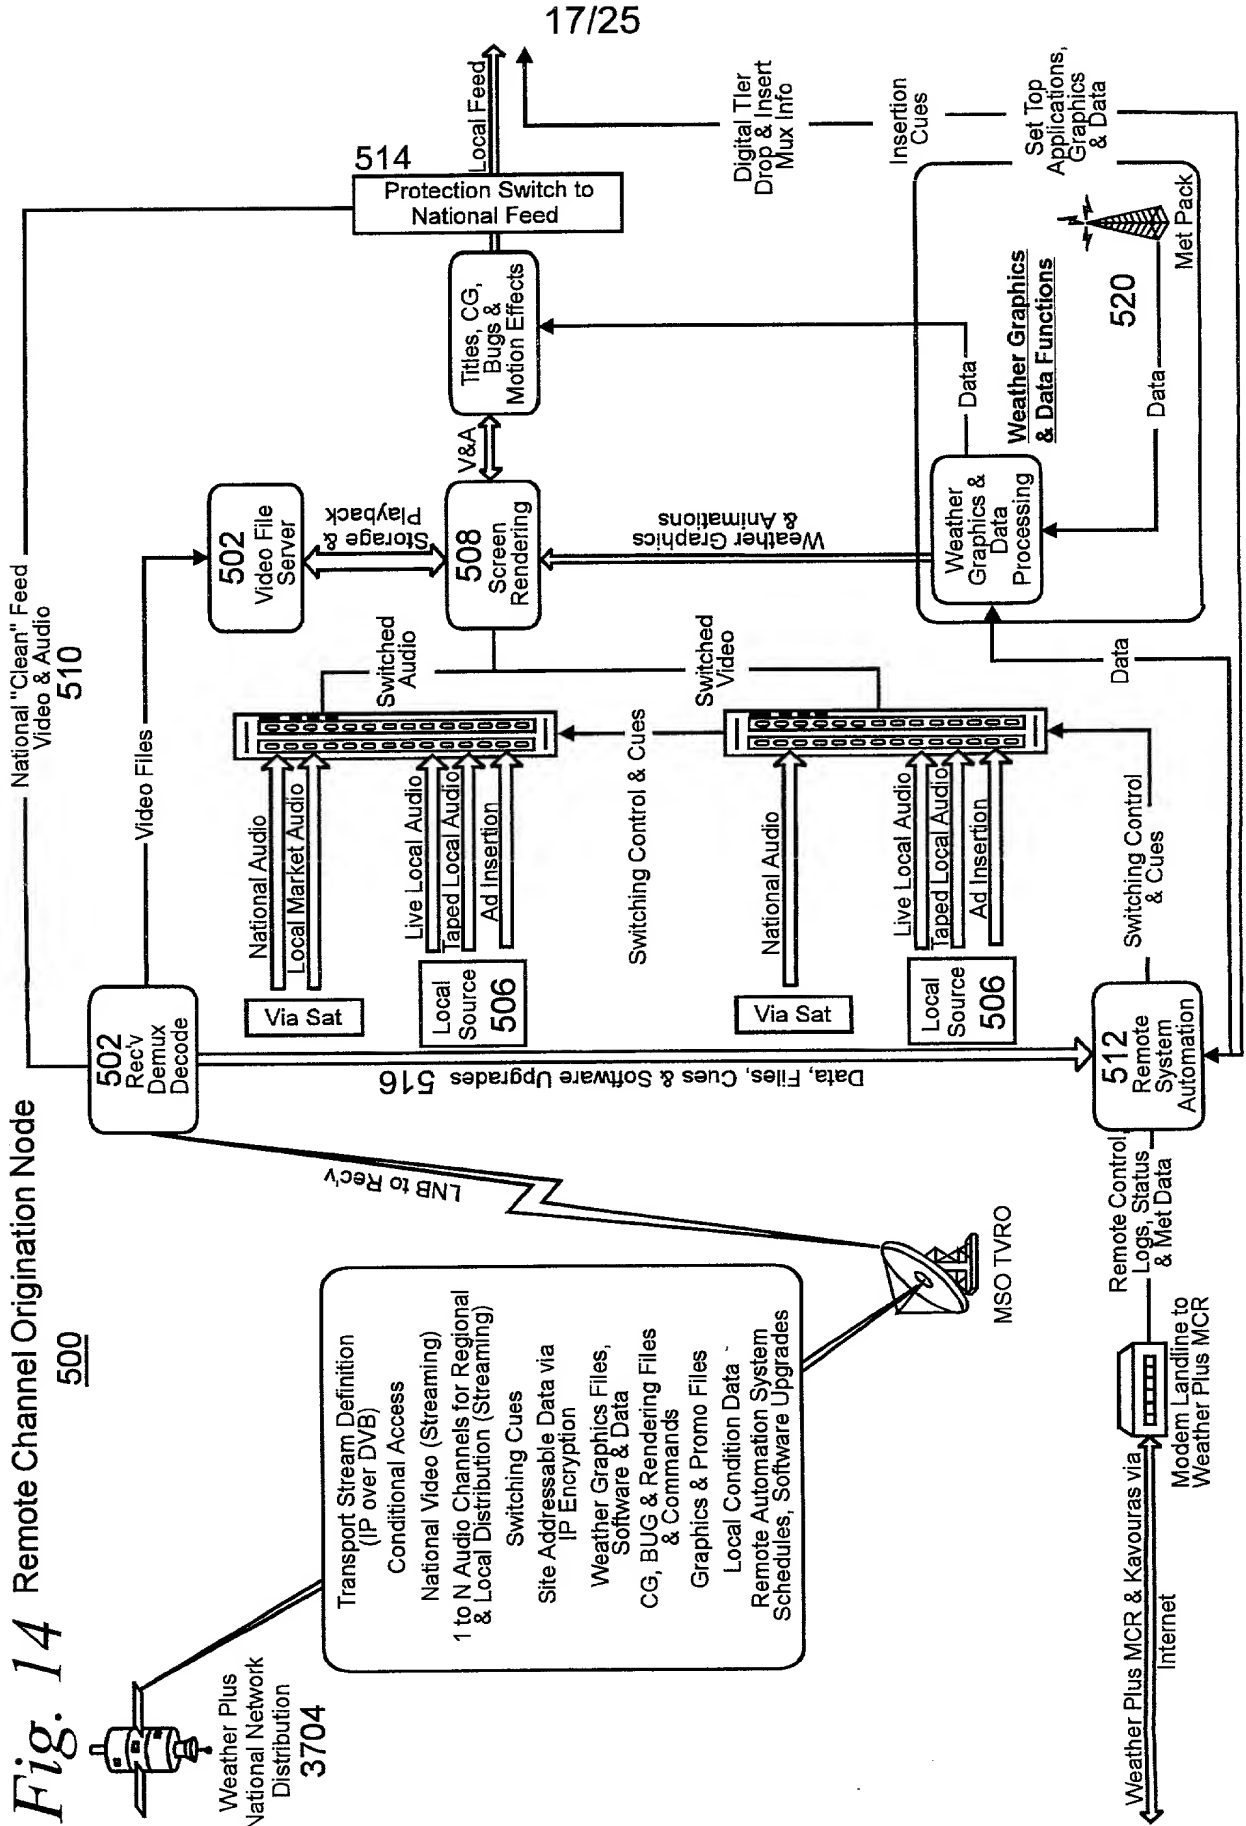 17/25
Fig. 14 Remote Channel Origination Node
500
Weather Plus
National Network
Distribution
3704
Transport Stream Definition
(IP over DVB)
Conditional Access
National Video (Streaming)
1 to N Audio Channels for Regional
& Local Distribution (Streaming)
Switching Cues
Site Addressable Data via
IP Encryption
Weather Graphics Files,
Software & Data
CG, BUG & Rendering Files
& Commands
Graphics & Promo Files
Local Condition Data
Remote Automation System
Schedules, Software Upgrades
MSO TVRO
LNB to Rec'v
Weather Plus MCR & Kavouras via
Internet
Modem Landline to
Weather Plus MCR
Remote Control,
Logs, Status
& Met Data
502
Rec'v
Demux
Decode
National "Clean" Feed
Video & Audio
510
Video Files
Data, Files, Cues & Software Upgrades 516
512
Remote
System
Automation
Via Sat
Local
Source
506
National Audio
Local Market Audio
Live Local Audio
Taped Local Audio
Ad Insertion
Switching Control & Cues
Via Sat
Local
Source
506
National Audio
Live Local Audio
Taped Local Audio
Ad Insertion
Switching Control
& Cues
Switched
Audio
Switched
Video
Data
502
Video File
Server
Storage &
Playback
508
Screen
Rendering
V&A
Weather Graphics
& Animations
Titles, CG,
Bugs &
Motion Effects
514
Protection Switch to
National Feed
Local Feed
Weather
Graphics &
Data
Processing
Data
Weather Graphics
& Data Functions
520
Data
Met Pack
Digital Tler
Drop & Insert
Mux Info
Insertion
Cues
Set Top
Applications,
Graphics
& Data